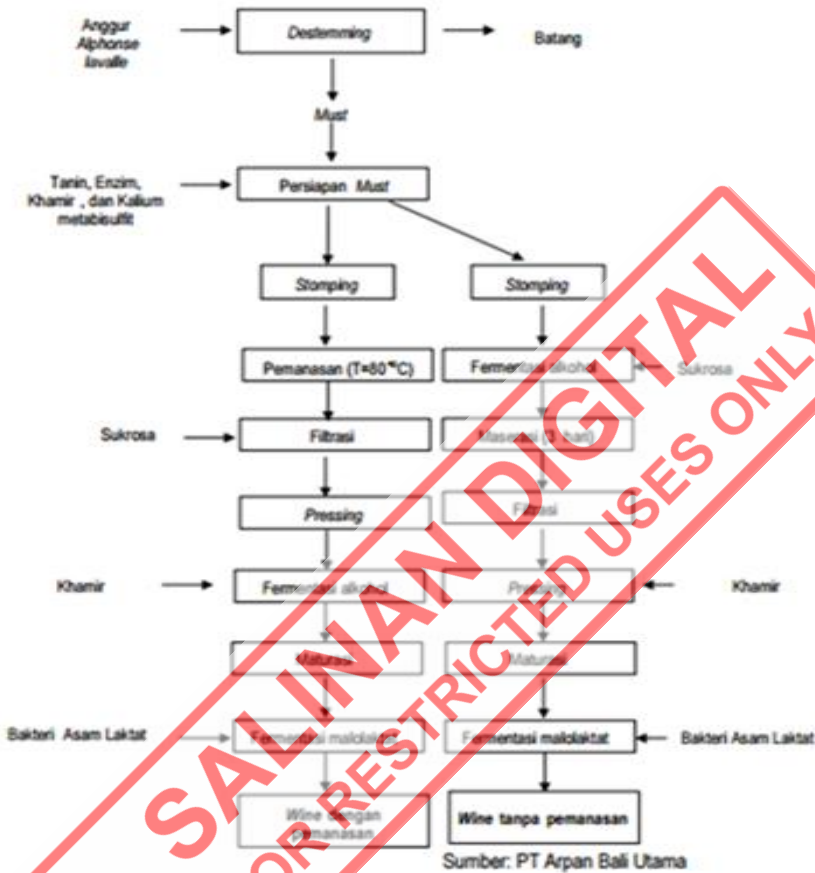 Anggur
Alphonse
lavalle
Destemming
Batang
Must
Tanin, Enzim,
Khamir , dan Kalium
metabisulfit
Persiapan Must
Stomping
Stomping
Pemanasan (T=80°C)
Fermentasi alkohol
Sukrosa
Sukrosa
Filtrasi
Maserasi (3 hari)
Pressing
Filtrasi
Khamir
Fermentasi alkohol
Pressing
Khamir
Maturasi
Maturasi
Bakteri Asam Laktat
Fermentasi malolaktat
Fermentasi malolaktat
Bakteri Asam Laktat
Wine dengan
pemanasan
Wine tanpa pemanasan
Sumber: PT Arpan Bali Utama
SALINAN DIGITAL
OR RESTRICTED USES ONLY